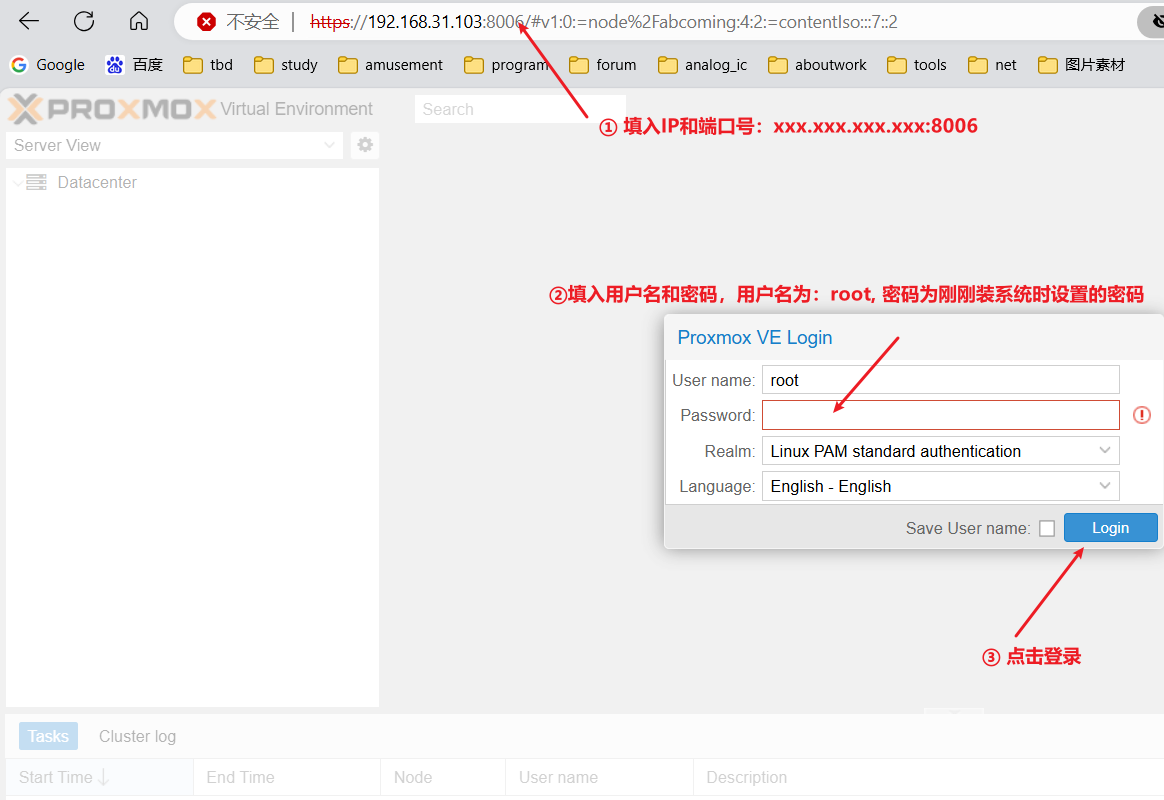 不安全 https://192.168.31.103:8006/#v1:0:=node%2Fabcoming:4:2:=contentIso:::7::2
Google 百度 tbd study amusement program forum analog_ic aboutwork tools net 图片素材
PROXMOX Virtual Environment Search
① 填入IP和端口号：xxx.xxx.xxx.xxx:8006
Server View
Datacenter
②填入用户名和密码，用户名为：root, 密码为刚刚装系统时设置的密码
Proxmox VE Login
User name: root
Password:
Realm: Linux PAM standard authentication
Language: English - English
Save User name: Login
③ 点击登录
Tasks Cluster log
Start Time End Time Node User name Description